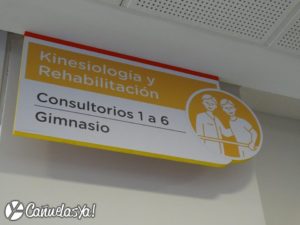 Kinesiología y
Rehabilitación
Consultorios 1 a 6
Gimnasio
CañuelasYa!